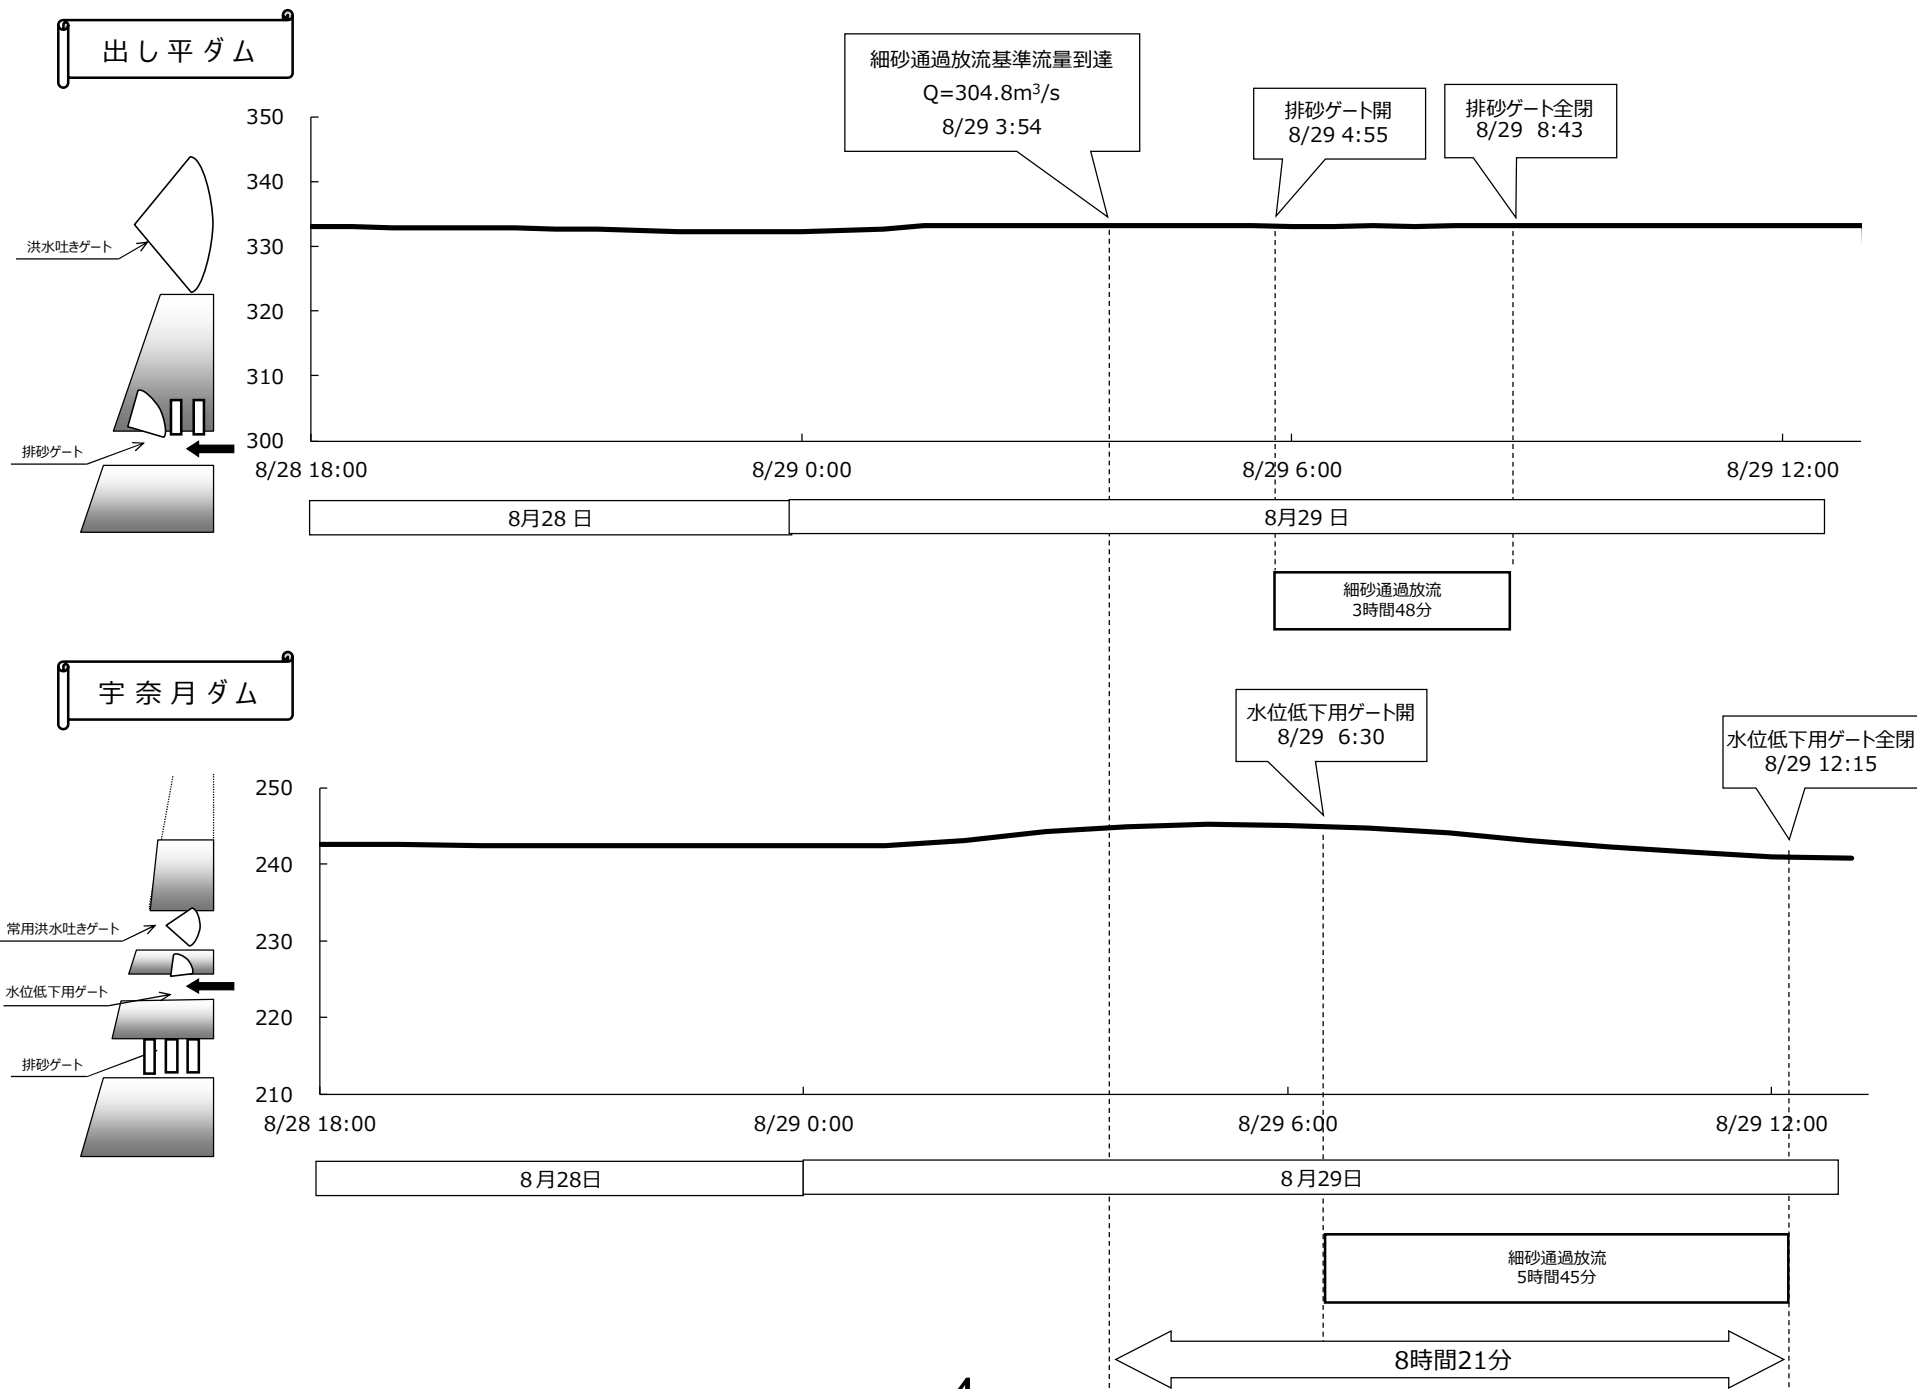 出し平ダム
細砂通過放流基準流量到達
Q=304.8m³/s
8/29 3:54
排砂ゲート開
8/29 4:55
排砂ゲート全閉
8/29 8:43
350
340
330
320
310
300
洪水吐きゲート
排砂ゲート
8/28 18:00
8/29 0:00
8/29 6:00
8/29 12:00
8月28 日
8月29 日
細砂通過放流
3時間48分
宇奈月ダム
水位低下用ゲート開
8/29 6:30
水位低下用ゲート全閉
8/29 12:15
250
240
230
220
210
常用洪水吐きゲート
水位低下用ゲート
排砂ゲート
8/28 18:00
8/29 0:00
8/29 6:00
8/29 12:00
8月28日
8月29日
細砂通過放流
5時間45分
8時間21分